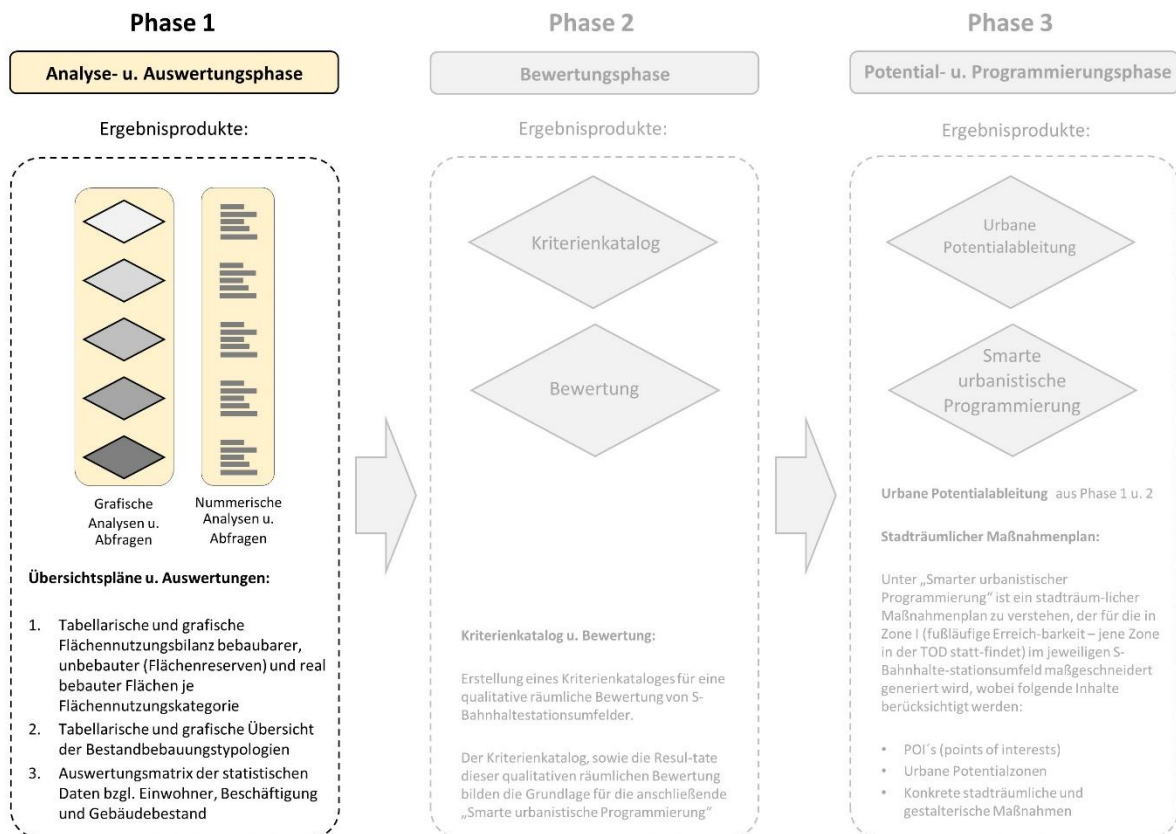 Phase 1
Analyse- u. Auswertungsphase
Ergebnisprodukte:
Grafische
Analysen u.
Abfragen
Nummerische
Analysen u.
Abfragen
Übersichtspläne u. Auswertungen:
1. Tabellarische und grafische
Flächennutzungsbilanz bebaubarer,
unbebauter (Flächenreserven) und real
bebauter Flächen je
Flächennutzungskategorie
2. Tabellarische und grafische Übersicht
der Bestandbebauungstypologien
3. Auswertungsmatrix der statistischen
Daten bzgl. Einwohner, Beschäftigung
und Gebäudebestand
Phase 2
Bewertungsphase
Ergebnisprodukte:
Kriterienkatalog
Bewertung
Kriterienkatalog u. Bewertung:
Erstellung eines Kriterienkataloges für eine
qualitative räumliche Bewertung von S-
Bahnhaltestationsumfelder.
Der Kriterienkatalog, sowie die Resul-tate
dieser qualitativen räumlichen Bewertung
bilden die Grundlage für die anschließende
„Smarte urbanistische Programmierung“
Phase 3
Potential- u. Programmierungsphase
Ergebnisprodukte:
Urbane
Potentialableitung
Smarte
urbanistische
Programmierung
Urbane Potentialableitung aus Phase 1 u. 2
Stadträumlicher Maßnahmenplan:
Unter „Smarter urbanistischer
Programmierung“ ist ein stadträum-licher
Maßnahmenplan zu verstehen, der für die in
Zone I (fußläufige Erreich-barkeit – jene Zone
in der TOD statt-findet) im jeweiligen S-
Bahnhalte-stationsumfeld maßgeschneidert
generiert wird, wobei folgende Inhalte
berücksichtigt werden:
• POI´s (points of interests)
• Urbane Potentialzonen
• Konkrete stadträumliche und
gestalterische Maßnahmen